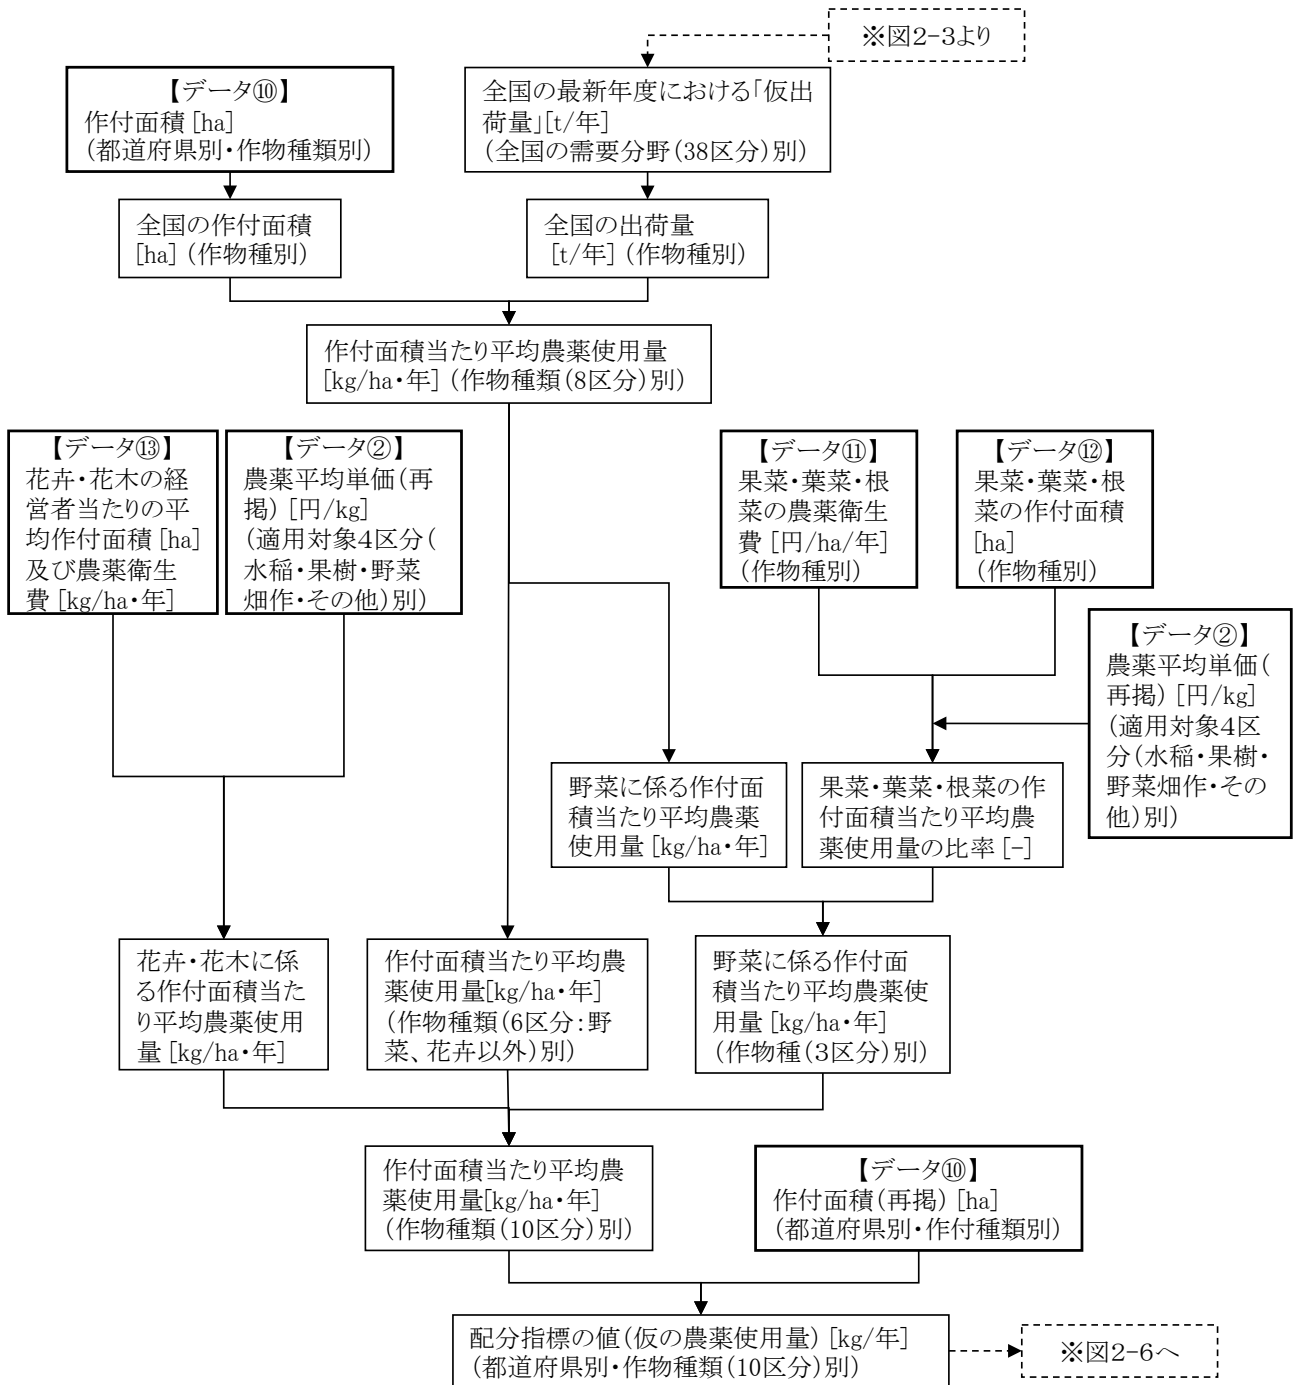 ※図2-3より
【データ⑩】
作付面積 [ha]
(都道府県別・作物種類別)
全国の最新年度における「仮出
荷量」[t/年]
(全国の需要分野(38区分)別)
全国の作付面積
[ha] (作物種別)
全国の出荷量
[t/年] (作物種別)
作付面積当たり平均農薬使用量
[kg/ha・年] (作物種類(8区分)別)
【データ⑬】
花卉・花木の経
営者当たりの平
均作付面積 [ha]
及び農薬衛生
費 [kg/ha・年]
【データ②】
農薬平均単価(再
掲) [円/kg]
(適用対象4区分(
水稲・果樹・野菜
畑作・その他)別)
【データ⑪】
果菜・葉菜・根
菜の農薬衛生
費 [円/ha/年]
(作物種別)
【データ⑫】
果菜・葉菜・根
菜の作付面積
[ha]
(作物種別)
【データ②】
農薬平均単価(
再掲) [円/kg]
(適用対象4区
分(水稲・果樹・
野菜畑作・その
他)別)
野菜に係る作付面
積当たり平均農薬
使用量 [kg/ha・年]
果菜・葉菜・根菜の作
付面積当たり平均農
薬使用量の比率 [-]
花卉・花木に係
る作付面積当た
り平均農薬使用
量 [kg/ha・年]
作付面積当たり平均農
薬使用量[kg/ha・年]
(作物種類(6区分:野
菜、花卉以外)別)
野菜に係る作付面
積当たり平均農薬使
用量 [kg/ha・年]
(作物種(3区分)別)
作付面積当たり平均農
薬使用量[kg/ha・年]
(作物種類(10区分)別)
【データ⑩】
作付面積(再掲) [ha]
(都道府県別・作付種類別)
配分指標の値(仮の農薬使用量) [kg/年]
(都道府県別・作物種類(10区分)別)
※図2-6へ